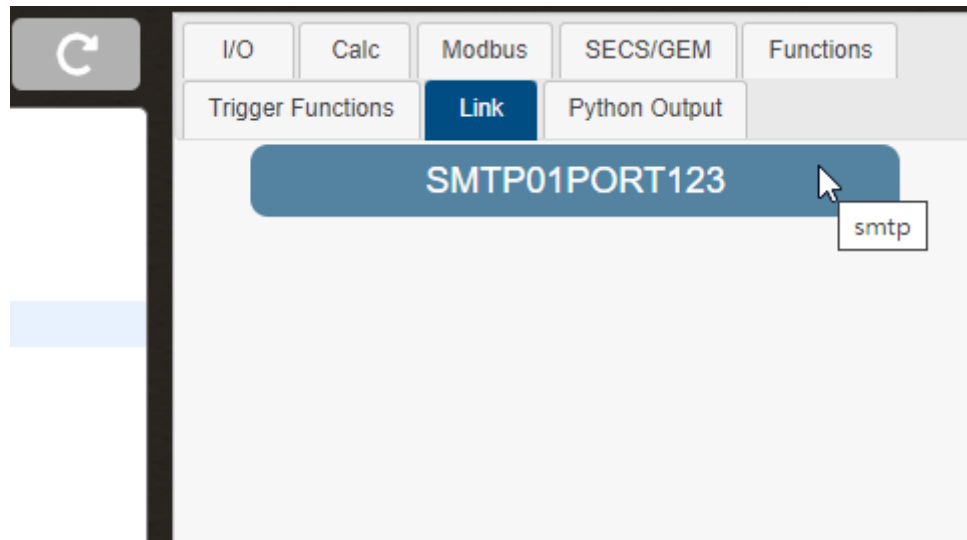 I/O Calc Modbus SECS/GEM Functions
Trigger Functions Link Python Output
SMTP01PORT123
smtp